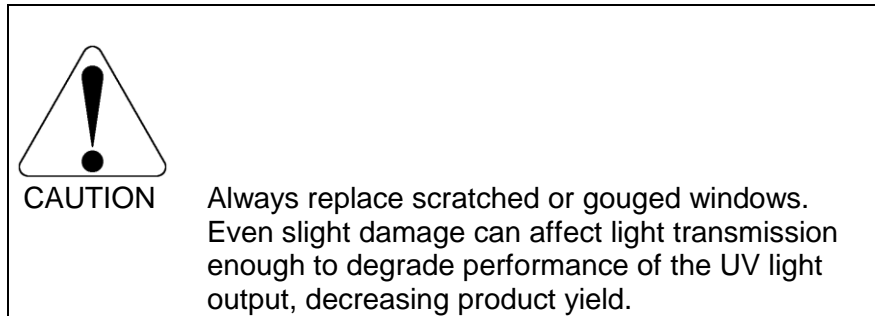 CAUTION
Always replace scratched or gouged windows.
Even slight damage can affect light transmission
enough to degrade performance of the UV light
output, decreasing product yield.